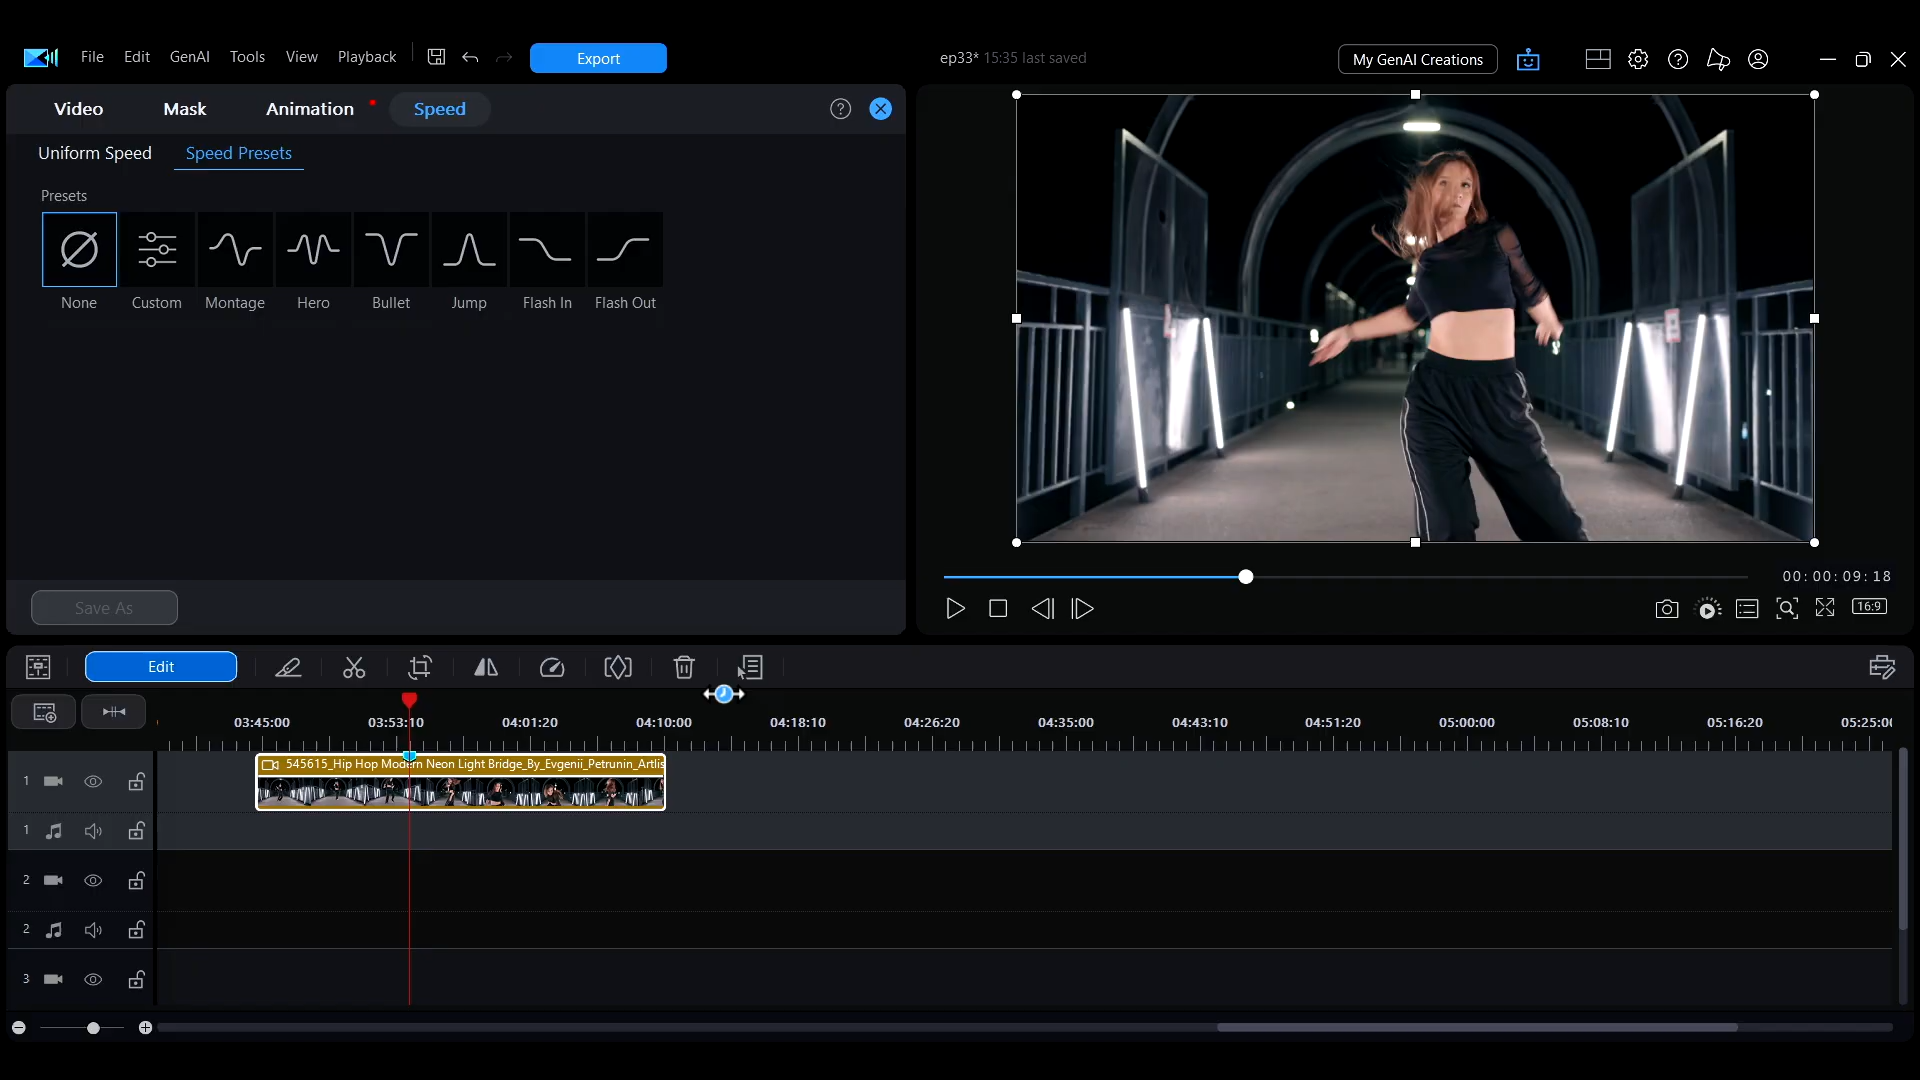 File Edit GenAI Tools View Playback Export ep33* 15:35 last saved My GenAI Creations
Video Mask Animation Speed
Uniform Speed Speed Presets
Presets
None Custom Montage Hero Bullet Jump Flash In Flash Out
00:00:09:18
Save As
16:9
Edit
03:45:00 03:53:10 04:01:20 04:10:00 04:18:10 04:26:20 04:35:00 04:43:10 04:51:20 05:00:00 05:08:10 05:16:20 05:25:00
545615_Hip Hop Modern Neon Light Bridge_By_Evgenii_Petrunin_Artlis
1
1
2
2
3